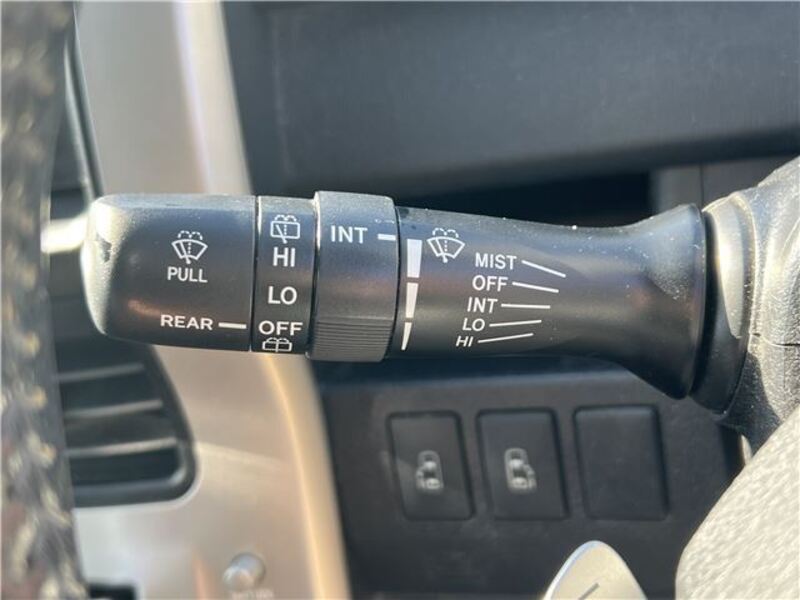 PULL
REAR
HI
LO
OFF
INT
MIST
OFF
INT
LO
HI